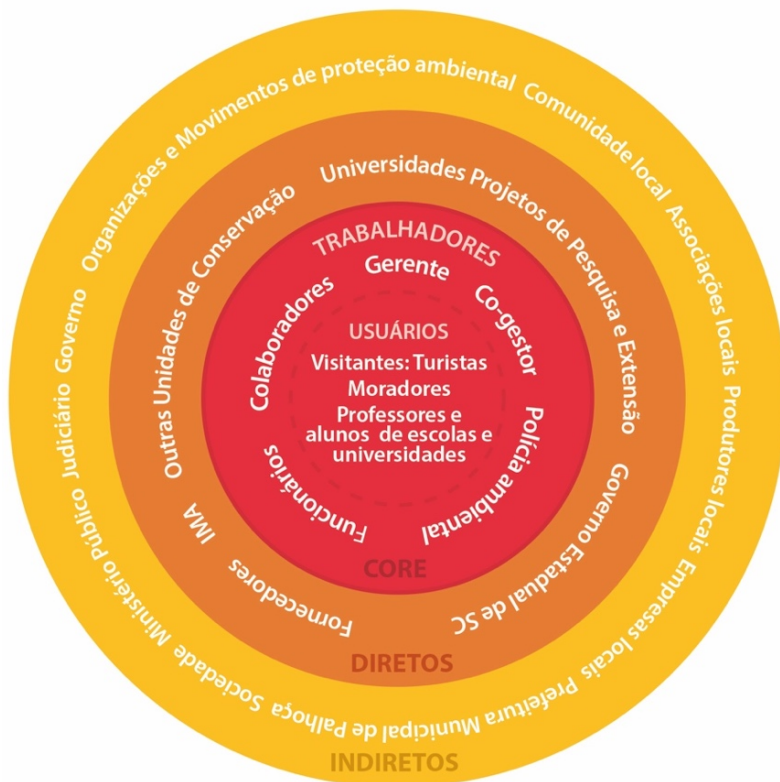 Organizações e Movimentos de proteção ambiental
Comunidade local
Associações locais
Produtores locais
Empresas locais
Prefeitura Municipal de Palhoça
Sociedade
Ministério Público
Judiciário
Governo
Outras Unidades de Conservação
Universidades Projetos de Pesquisa e Extensão
Governo Estadual de SC
Fornecedores
IMA
TRABALHADORES
Gerente
Co-gestor
Polícia ambiental
Funcionários
Colaboradores
USUÁRIOS
Visitantes: Turistas
Moradores
Professores e
alunos de escolas e
universidades
CORE
DIRETOS
INDIRETOS